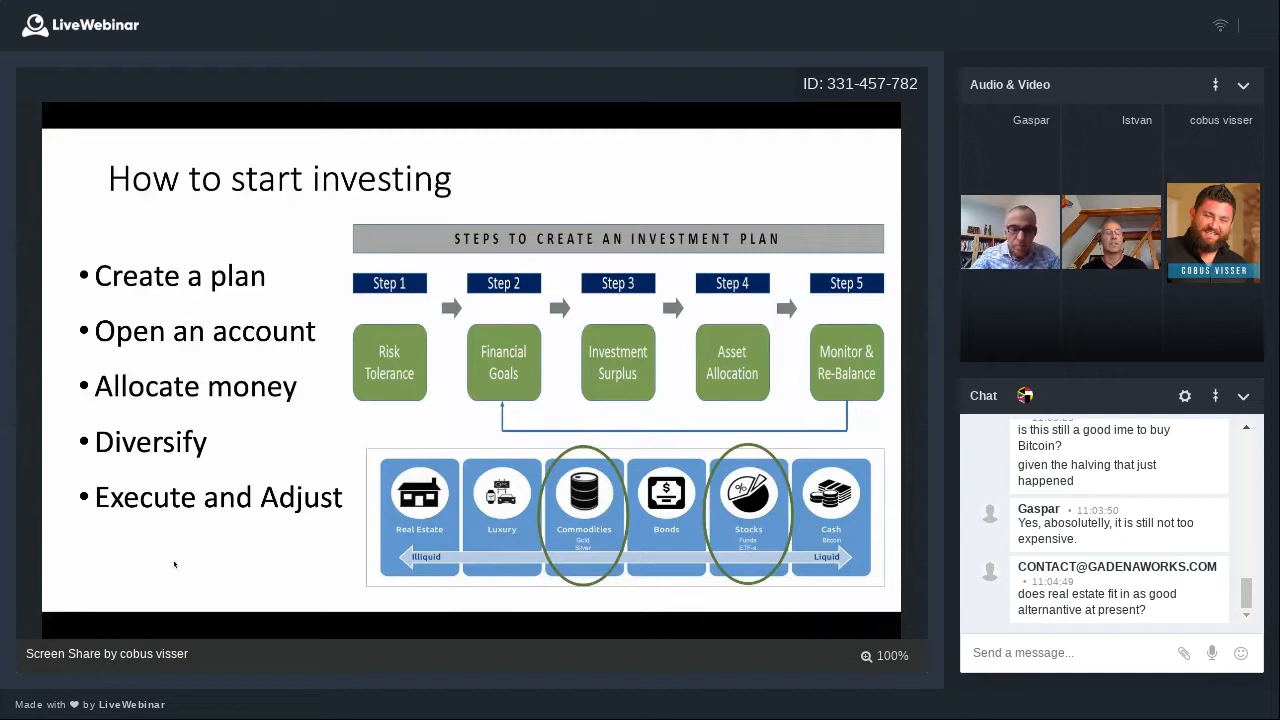 LiveWebinar
ID: 331-457-782
How to start investing
• Create a plan
• Open an account
• Allocate money
• Diversify
• Execute and Adjust
STEPS TO CREATE AN INVESTMENT PLAN
Step 1
Step 2
Step 3
Step 4
Step 5
Risk
Tolerance
Financial
Goals
Investment
Surplus
Asset
Allocation
Monitor &
Re-Balance
Real Estate
Luxury
Commodities
Gold
Silver
Bonds
Stocks
Funds
ETF-s
Cash
Bitcoin
Illiquid
Liquid
Screen Share by cobus visser
100%
Audio & Video
Gaspar
Istvan
cobus visser
COBUS VISSER
Chat
is this still a good ime to buy
Bitcoin?
given the halving that just
happened
Gaspar • 11:03:50
Yes, abosolutelly, it is still not too
expensive.
CONTACT@GADENAWORKS.COM
• 11:04:49
does real estate fit in as good
alternantive at present?
Send a message...
Made with ❤ by LiveWebinar